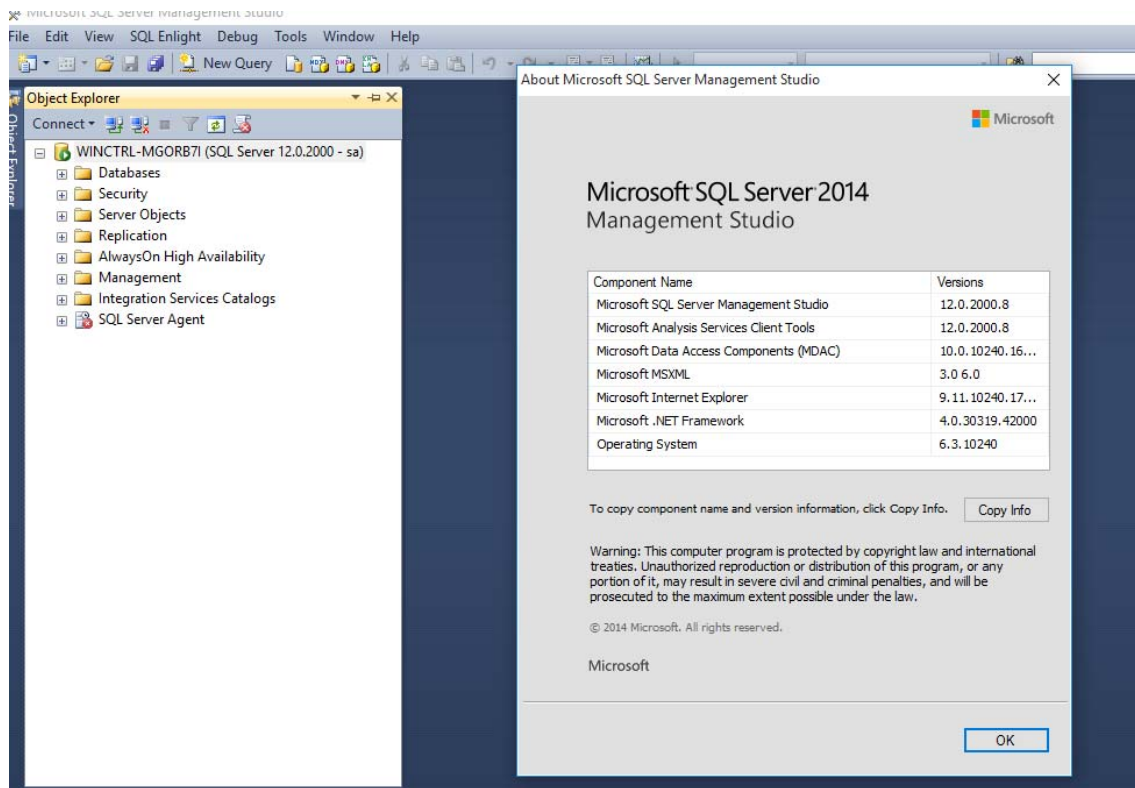 Microsoft SQL Server Management Studio
File Edit View SQL Enlight Debug Tools Window Help
New Query
Object Explorer
Connect
WINCTRL-MGORB7I (SQL Server 12.0.2000 - sa)
Databases
Security
Server Objects
Replication
AlwaysOn High Availability
Management
Integration Services Catalogs
SQL Server Agent
Object Explorer
About Microsoft SQL Server Management Studio
Microsoft
Microsoft SQL Server 2014
Management Studio
Component Name Versions
Microsoft SQL Server Management Studio 12.0.2000.8
Microsoft Analysis Services Client Tools 12.0.2000.8
Microsoft Data Access Components (MDAC) 10.0.10240.16...
Microsoft MSXML 3.0 6.0
Microsoft Internet Explorer 9.11.10240.17...
Microsoft .NET Framework 4.0.30319.42000
Operating System 6.3.10240
To copy component name and version information, click Copy Info. Copy Info
Warning: This computer program is protected by copyright law and international
treaties. Unauthorized reproduction or distribution of this program, or any
portion of it, may result in severe civil and criminal penalties, and will be
prosecuted to the maximum extent possible under the law.
© 2014 Microsoft. All rights reserved.
Microsoft
OK